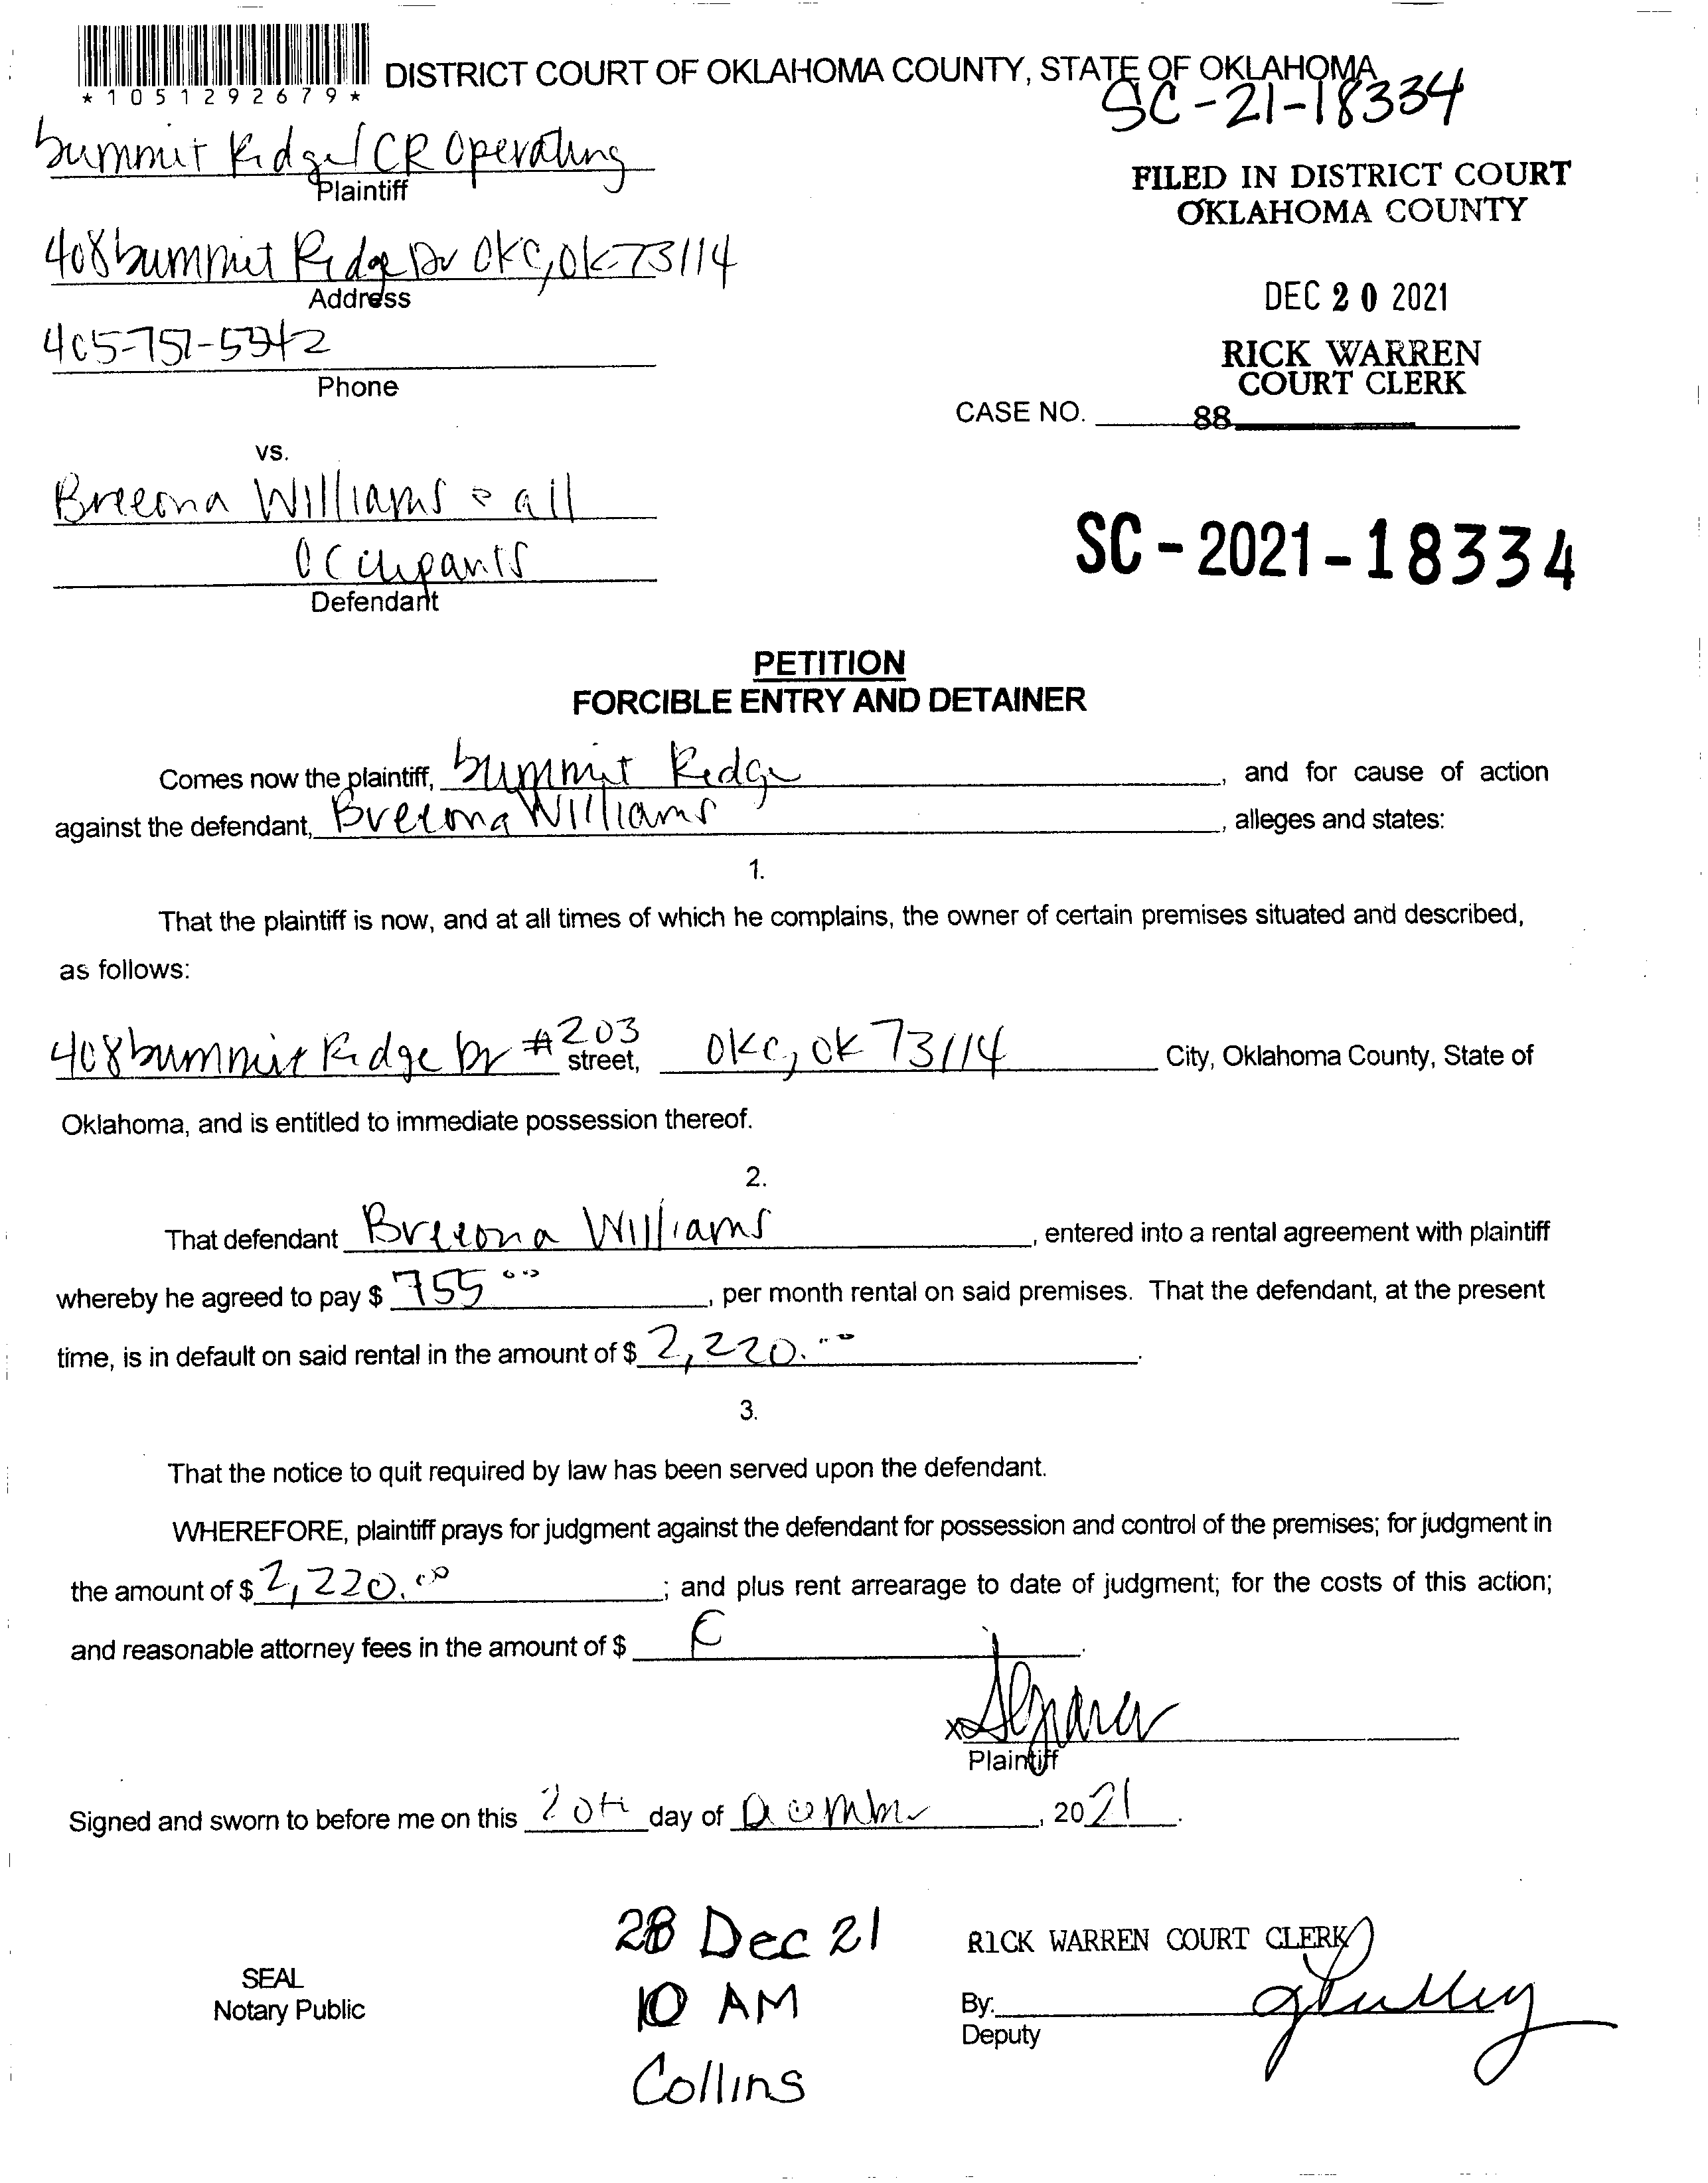 *1051292679*
DISTRICT COURT OF OKLAHOMA COUNTY, STATE OF OKLAHOMA
SC-21-18334
Summit Ridge/CR Operating
Plaintiff
FILED IN DISTRICT COURT
OKLAHOMA COUNTY
408 Summit Ridge Dr OKC, OK 73114
Address
DEC 20 2021
405-751-5342
Phone
RICK WARREN
COURT CLERK
CASE NO. 88
vs.
Breeona Williams & all
Occupants
Defendant
SC-2021-18334
PETITION
FORCIBLE ENTRY AND DETAINER
Comes now the plaintiff, Summit Ridge, and for cause of action
against the defendant, Breeona Williams, alleges and states:
1.
That the plaintiff is now, and at all times of which he complains, the owner of certain premises situated and described,
as follows:
408 Summit Ridge Dr #203 street, OKC, OK 73114 City, Oklahoma County, State of
Oklahoma, and is entitled to immediate possession thereof.
2.
That defendant Breeona Williams, entered into a rental agreement with plaintiff
whereby he agreed to pay $ 755 00, per month rental on said premises. That the defendant, at the present
time, is in default on said rental in the amount of $ 2,220.00.
3.
That the notice to quit required by law has been served upon the defendant.
WHEREFORE, plaintiff prays for judgment against the defendant for possession and control of the premises; for judgment in
the amount of $ 2,220.00; and plus rent arrearage to date of judgment; for the costs of this action;
and reasonable attorney fees in the amount of $
x
Plaintiff
Signed and sworn to before me on this 20th day of December, 2021.
28 Dec 21
10 AM
Collins
SEAL
Notary Public
RICK WARREN COURT CLERK
By:
Deputy